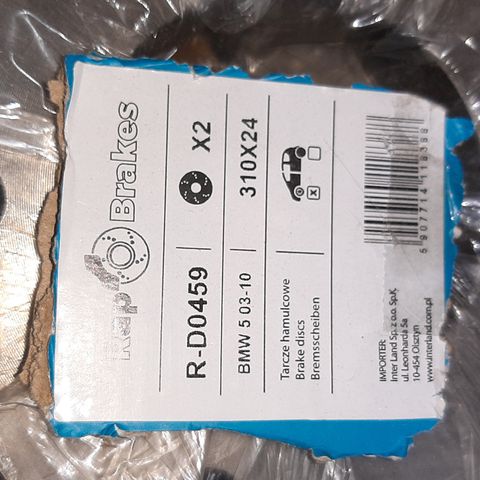 Brakes
R-D0459 X2
BMW 5 03-10 310X24
Tarcze hamulcowe
Brake discs
Bremsscheiben
X
5 907714 118388
IMPORTER:
Inter Land Sp. z o.o. Sp.K.
ul. Leonharda 5a
10-454 Olsztyn
www.interland.com.pl